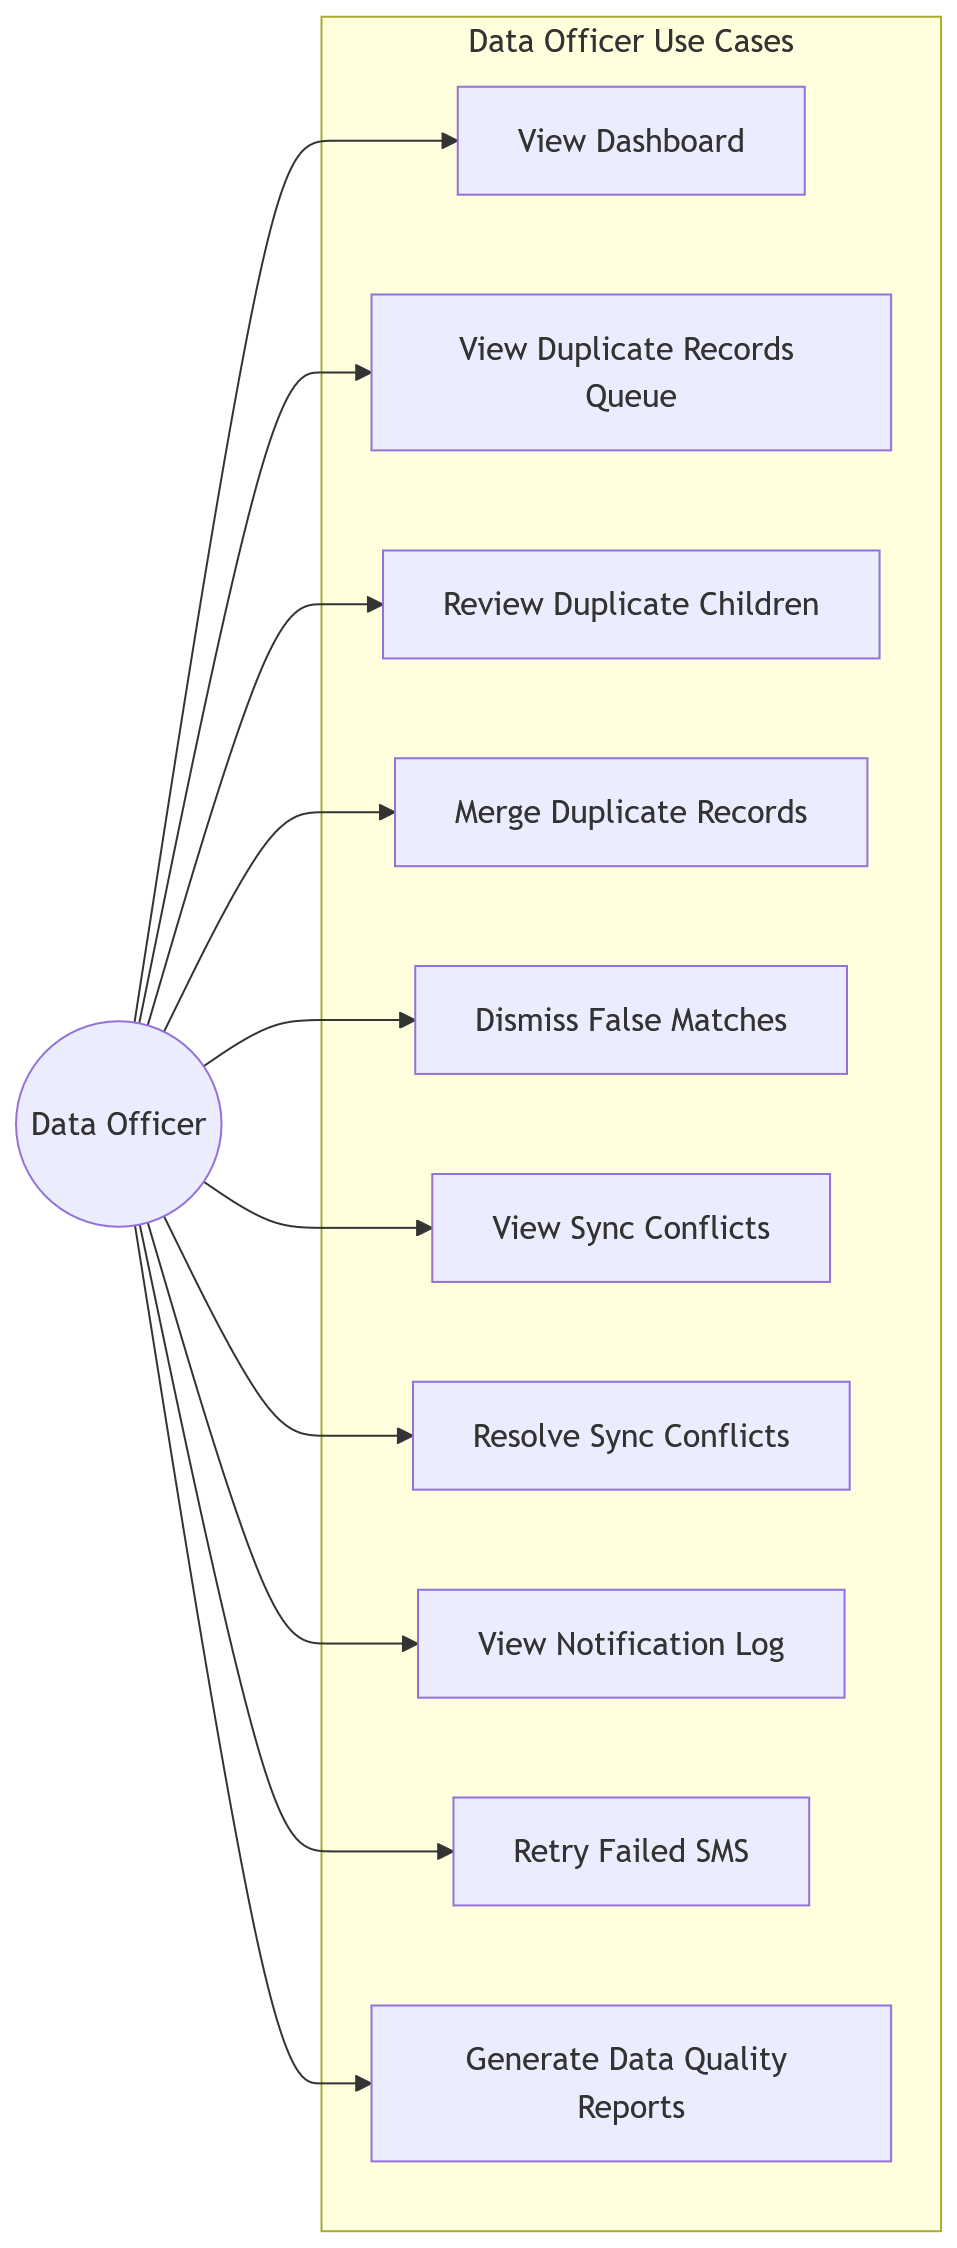 Data Officer Use Cases
View Dashboard
View Duplicate Records
Queue
Review Duplicate Children
Merge Duplicate Records
Dismiss False Matches
Data Officer
View Sync Conflicts
Resolve Sync Conflicts
View Notification Log
Retry Failed SMS
Generate Data Quality
Reports